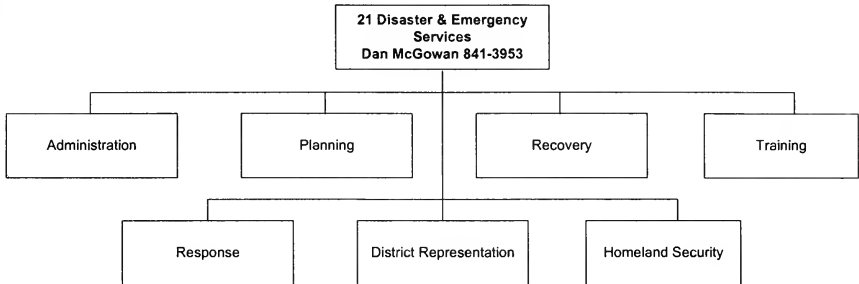 21 Disaster & Emergency
Services
Dan McGowan 841-3953
Administration
Planning
Recovery
Training
Response
District Representation
Homeland Security